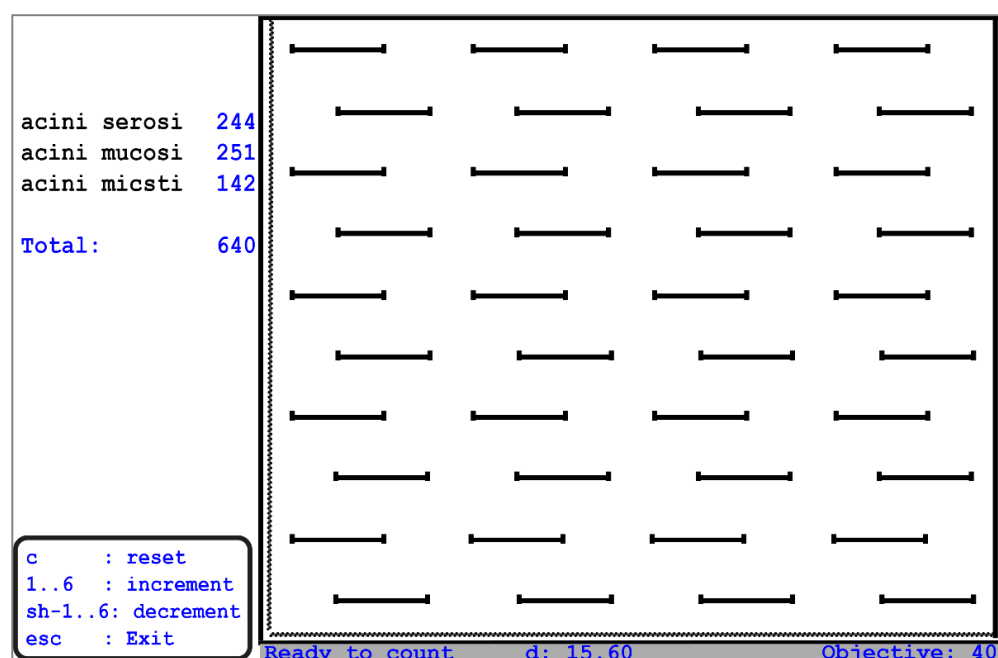 acini serosi 244
acini mucosi 251
acini micsti 142
Total: 640
c : reset
1..6 : increment
sh-1..6: decrement
esc : Exit
Ready to count d: 15.60 Objective: 40